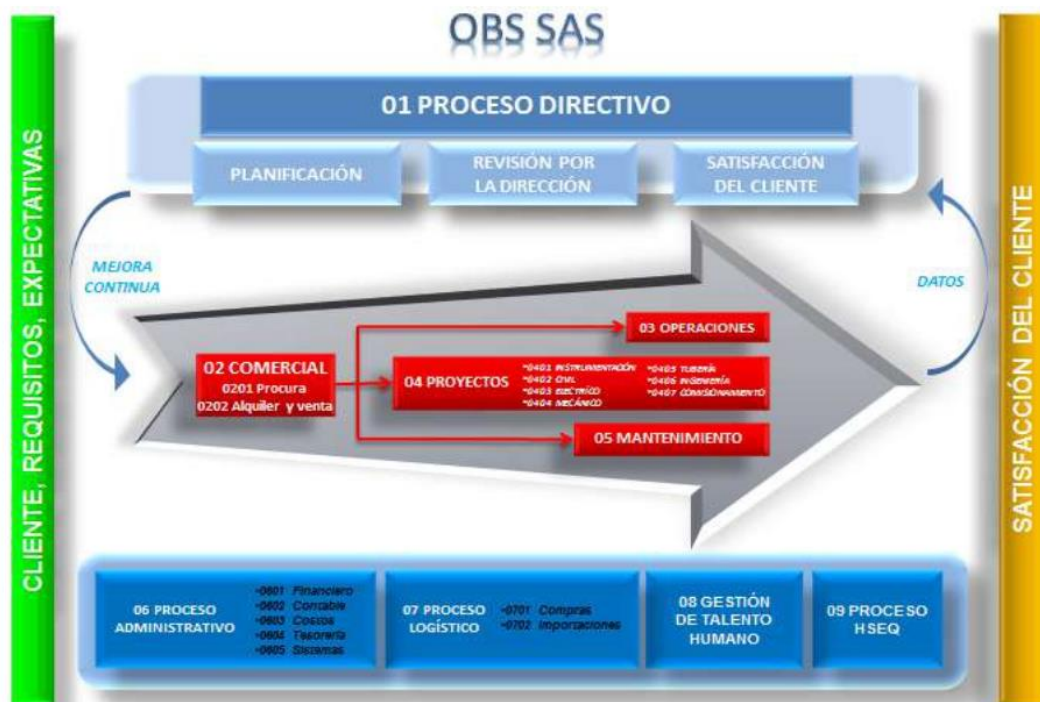 OBS SAS
01 PROCESO DIRECTIVO
PLANIFICACIÓN
REVISIÓN POR
LA DIRECCIÓN
SATISFACCIÓN
DEL CLIENTE
CLIENTE, REQUISITOS, EXPECTATIVAS
MEJORA
CONTINUA
DATOS
SATISFACCIÓN DEL CLIENTE
02 COMERCIAL
0201 Procura
0202 Alquiler y venta
03 OPERACIONES
04 PROYECTOS
*0401 INSTRUMENTACIÓN
*0402 CIVIL
*0403 ELECTRÍCO
*0404 MECÁNICO
*0405 TUBERÍA
*0406 INGENIERÍA
*0407 COMISIONAMIENTO
05 MANTENIMIENTO
06 PROCESO
ADMINISTRATIVO
•0601 Financiero
•0602 Contable
•0603 Costos
•0604 Tesorería
•0605 Sistemas
07 PROCESO
LOGÍSTICO
•0701 Compras
•0702 Importaciones
08 GESTIÓN
DE TALENTO
HUMANO
09 PROCESO
HSEQ